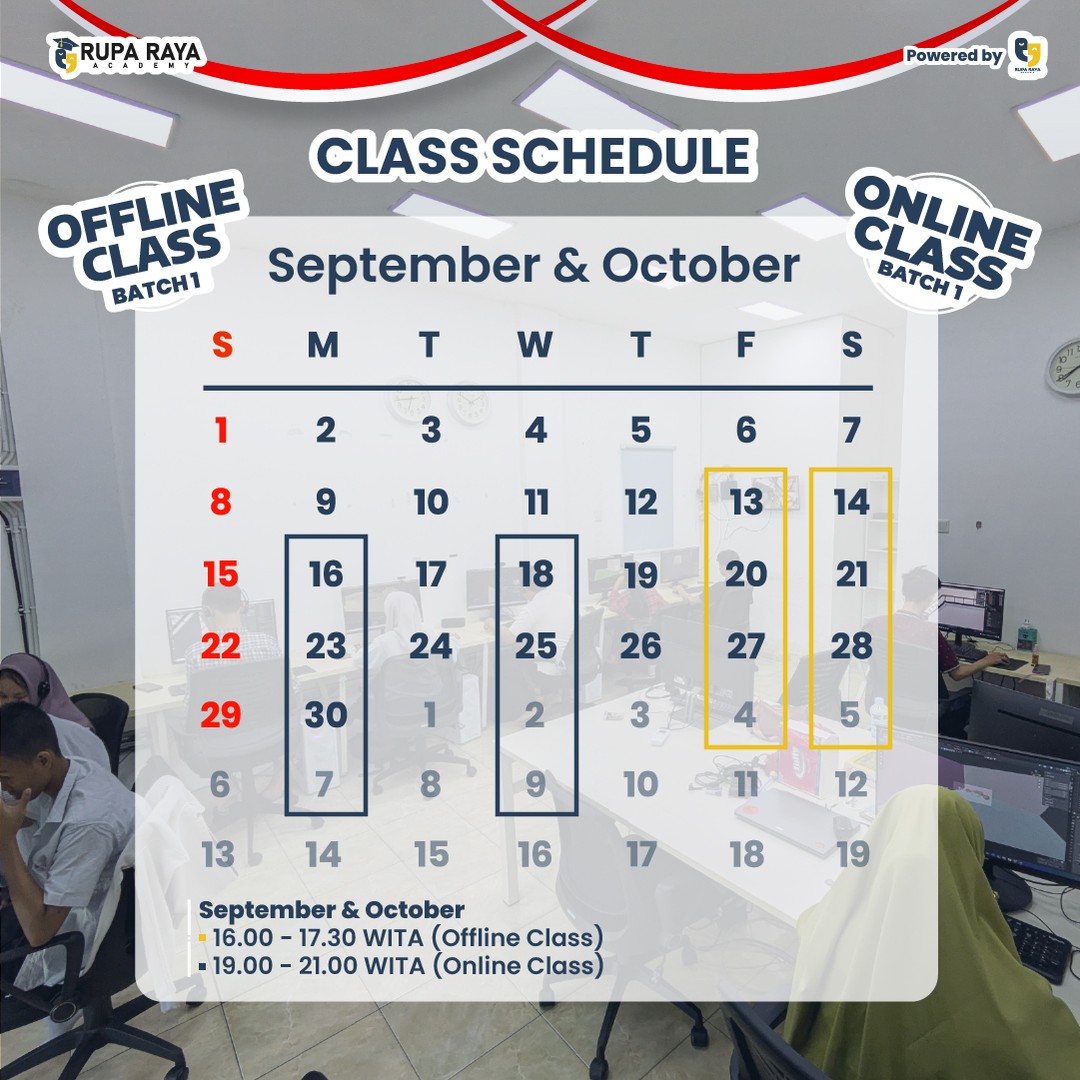 RUPA RAYA
ACADEMY
Powered by
RUPA RAYA
CLASS SCHEDULE
OFFLINE
CLASS
BATCH 1
ONLINE
CLASS
BATCH 1
September & October
S M T W T F S
1 2 3 4 5 6 7
8 9 10 11 12 13 14
15 16 17 18 19 20 21
22 23 24 25 26 27 28
29 30 1 2 3 4 5
6 7 8 9 10 11 12
13 14 15 16 17 18 19
September & October
16.00 - 17.30 WITA (Offline Class)
19.00 - 21.00 WITA (Online Class)